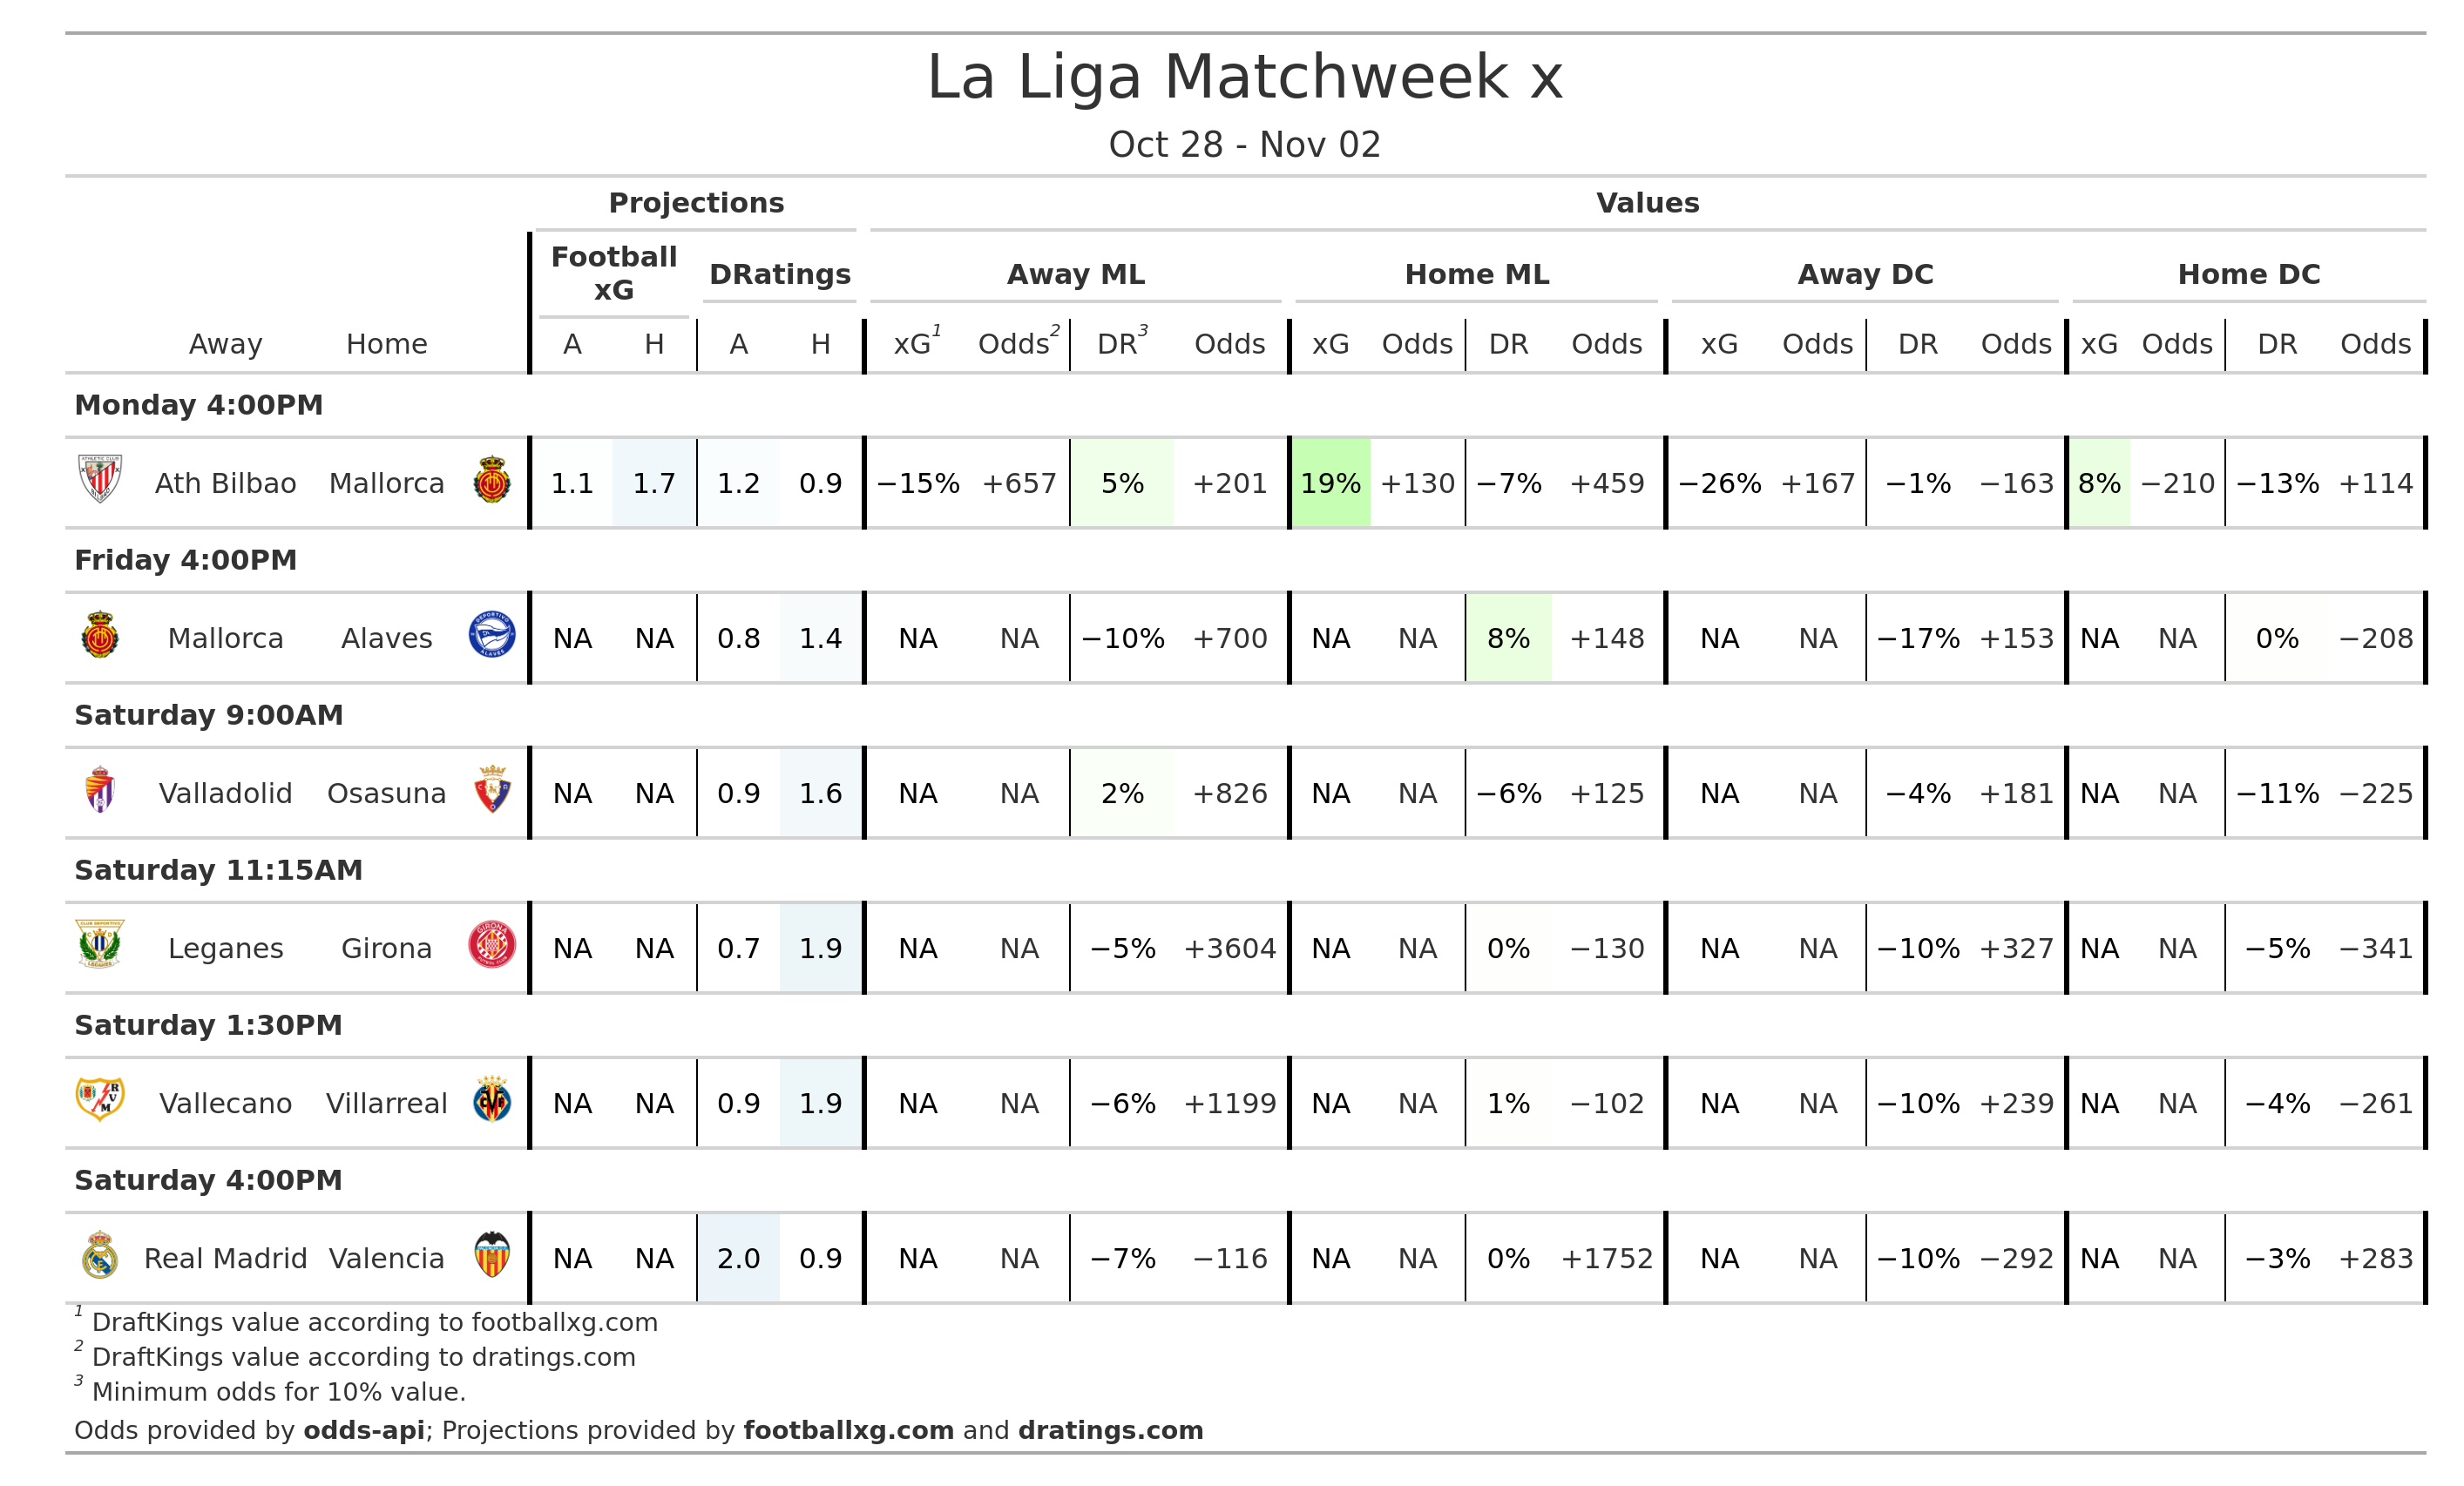 La Liga Matchweek x
Oct 28 - Nov 02
Projections Values
Football xG DRatings Away ML Home ML Away DC Home DC
Away Home A H A H xG1 Odds2 DR3 Odds xG Odds DR Odds xG Odds DR Odds xG Odds DR Odds
Monday 4:00PM
Ath Bilbao Mallorca 1.1 1.7 1.2 0.9 −15% +657 5% +201 19% +130 −7% +459 −26% +167 −1% −163 8% −210 −13% +114
Friday 4:00PM
Mallorca Alaves NA NA 0.8 1.4 NA NA −10% +700 NA NA 8% +148 NA NA −17% +153 NA NA 0% −208
Saturday 9:00AM
Valladolid Osasuna NA NA 0.9 1.6 NA NA 2% +826 NA NA −6% +125 NA NA −4% +181 NA NA −11% −225
Saturday 11:15AM
Leganes Girona NA NA 0.7 1.9 NA NA −5% +3604 NA NA 0% −130 NA NA −10% +327 NA NA −5% −341
Saturday 1:30PM
Vallecano Villarreal NA NA 0.9 1.9 NA NA −6% +1199 NA NA 1% −102 NA NA −10% +239 NA NA −4% −261
Saturday 4:00PM
Real Madrid Valencia NA NA 2.0 0.9 NA NA −7% −116 NA NA 0% +1752 NA NA −10% −292 NA NA −3% +283
1 DraftKings value according to footballxg.com
2 DraftKings value according to dratings.com
3 Minimum odds for 10% value.
Odds provided by odds-api; Projections provided by footballxg.com and dratings.com